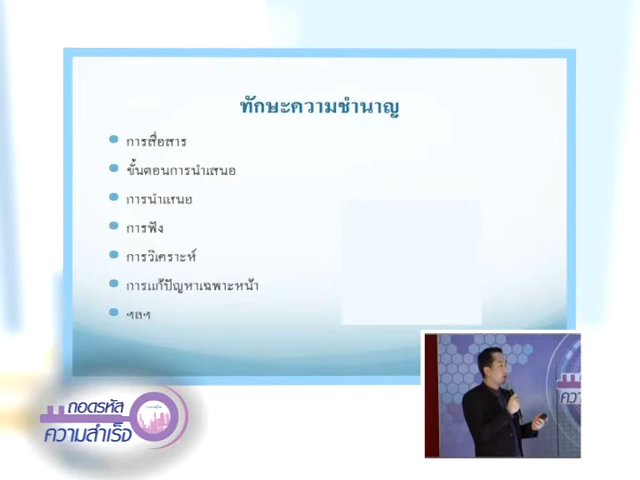 ทักษะความชำนาญ
การสื่อสาร
ขั้นตอนการนำเสนอ
การนำเสนอ
การฟัง
การวิเคราะห์
การแก้ปัญหาเฉพาะหน้า
ฯลฯ
ถอดรหัส
ความสำเร็จ